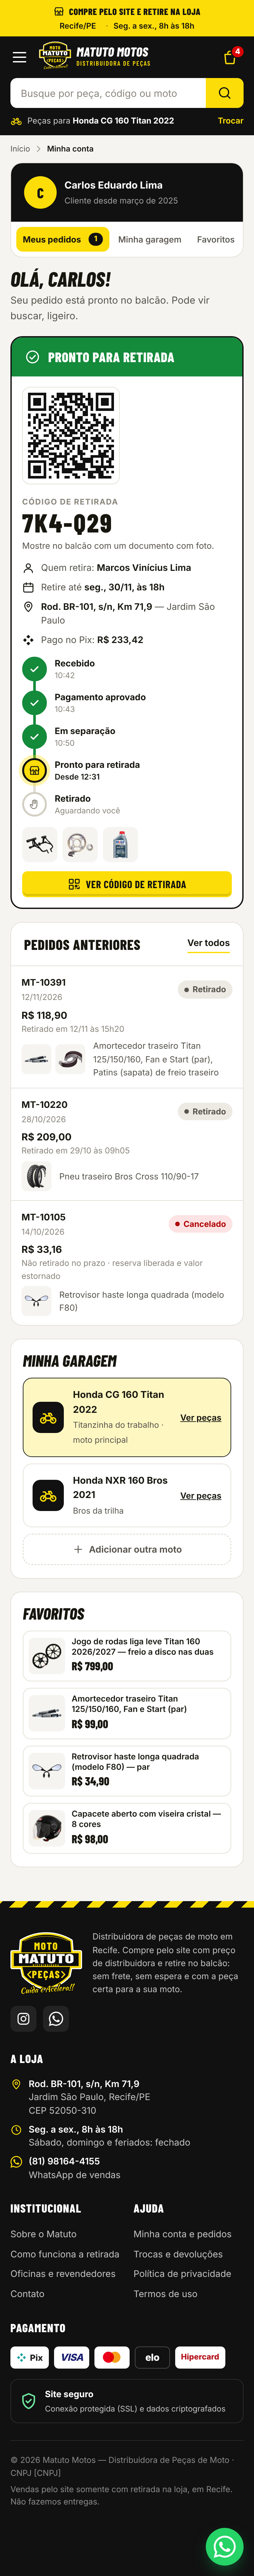 COMPRE PELO SITE E RETIRE NA LOJA
Recife/PE · Seg. a sex., 8h às 18h
MOTO
MATUTO
PEÇAS
MATUTO MOTOS
DISTRIBUIDORA DE PEÇAS
4
Busque por peça, código ou moto
Peças para Honda CG 160 Titan 2022
Trocar
Início > Minha conta
C
Carlos Eduardo Lima
Cliente desde março de 2025
Meus pedidos 1
Minha garagem
Favoritos
OLÁ, CARLOS!
Seu pedido está pronto no balcão. Pode vir
buscar, ligeiro.
PRONTO PARA RETIRADA
CÓDIGO DE RETIRADA
7K4-Q29
Mostre no balcão com um documento com foto.
Quem retira: Marcos Vinícius Lima
Retire até seg., 30/11, às 18h
Rod. BR-101, s/n, Km 71,9 — Jardim São
Paulo
Pago no Pix: R$ 233,42
Recebido
10:42
Pagamento aprovado
10:43
Em separação
10:50
Pronto para retirada
Desde 12:31
Retirado
Aguardando você
VER CÓDIGO DE RETIRADA
PEDIDOS ANTERIORES
Ver todos
MT-10391
12/11/2026
Retirado
R$ 118,90
Retirado em 12/11 às 15h20
Amortecedor traseiro Titan
125/150/160, Fan e Start (par),
Patins (sapata) de freio traseiro
MT-10220
28/10/2026
Retirado
R$ 209,00
Retirado em 29/10 às 09h05
Pneu traseiro Bros Cross 110/90-17
MT-10105
14/10/2026
Cancelado
R$ 33,16
Não retirado no prazo · reserva liberada e valor
estornado
Retrovisor haste longa quadrada (modelo
F80)
MINHA GARAGEM
Honda CG 160 Titan
2022
Titanzinha do trabalho ·
moto principal
Ver peças
Honda NXR 160 Bros
2021
Bros da trilha
Ver peças
+ Adicionar outra moto
FAVORITOS
Jogo de rodas liga leve Titan 160
2026/2027 — freio a disco nas duas
R$ 799,00
Amortecedor traseiro Titan
125/150/160, Fan e Start (par)
R$ 99,00
Retrovisor haste longa quadrada
(modelo F80) — par
R$ 34,90
Capacete aberto com viseira cristal —
8 cores
R$ 98,00
MOTO
MATUTO
PEÇAS
Cuida e Acelera!!
Distribuidora de peças de moto em
Recife. Compre pelo site com preço
de distribuidora e retire no balcão:
sem frete, sem espera e com a peça
certa para a sua moto.
A LOJA
Rod. BR-101, s/n, Km 71,9
Jardim São Paulo, Recife/PE
CEP 52050-310
Seg. a sex., 8h às 18h
Sábado, domingo e feriados: fechado
(81) 98164-4155
WhatsApp de vendas
INSTITUCIONAL
Sobre o Matuto
Como funciona a retirada
Oficinas e revendedores
Contato
AJUDA
Minha conta e pedidos
Trocas e devoluções
Política de privacidade
Termos de uso
PAGAMENTO
Pix
VISA
elo
Hipercard
Site seguro
Conexão protegida (SSL) e dados criptografados
© 2026 Matuto Motos — Distribuidora de Peças de Moto ·
CNPJ [CNPJ]
Vendas pelo site somente com retirada na loja, em Recife.
Não fazemos entregas.